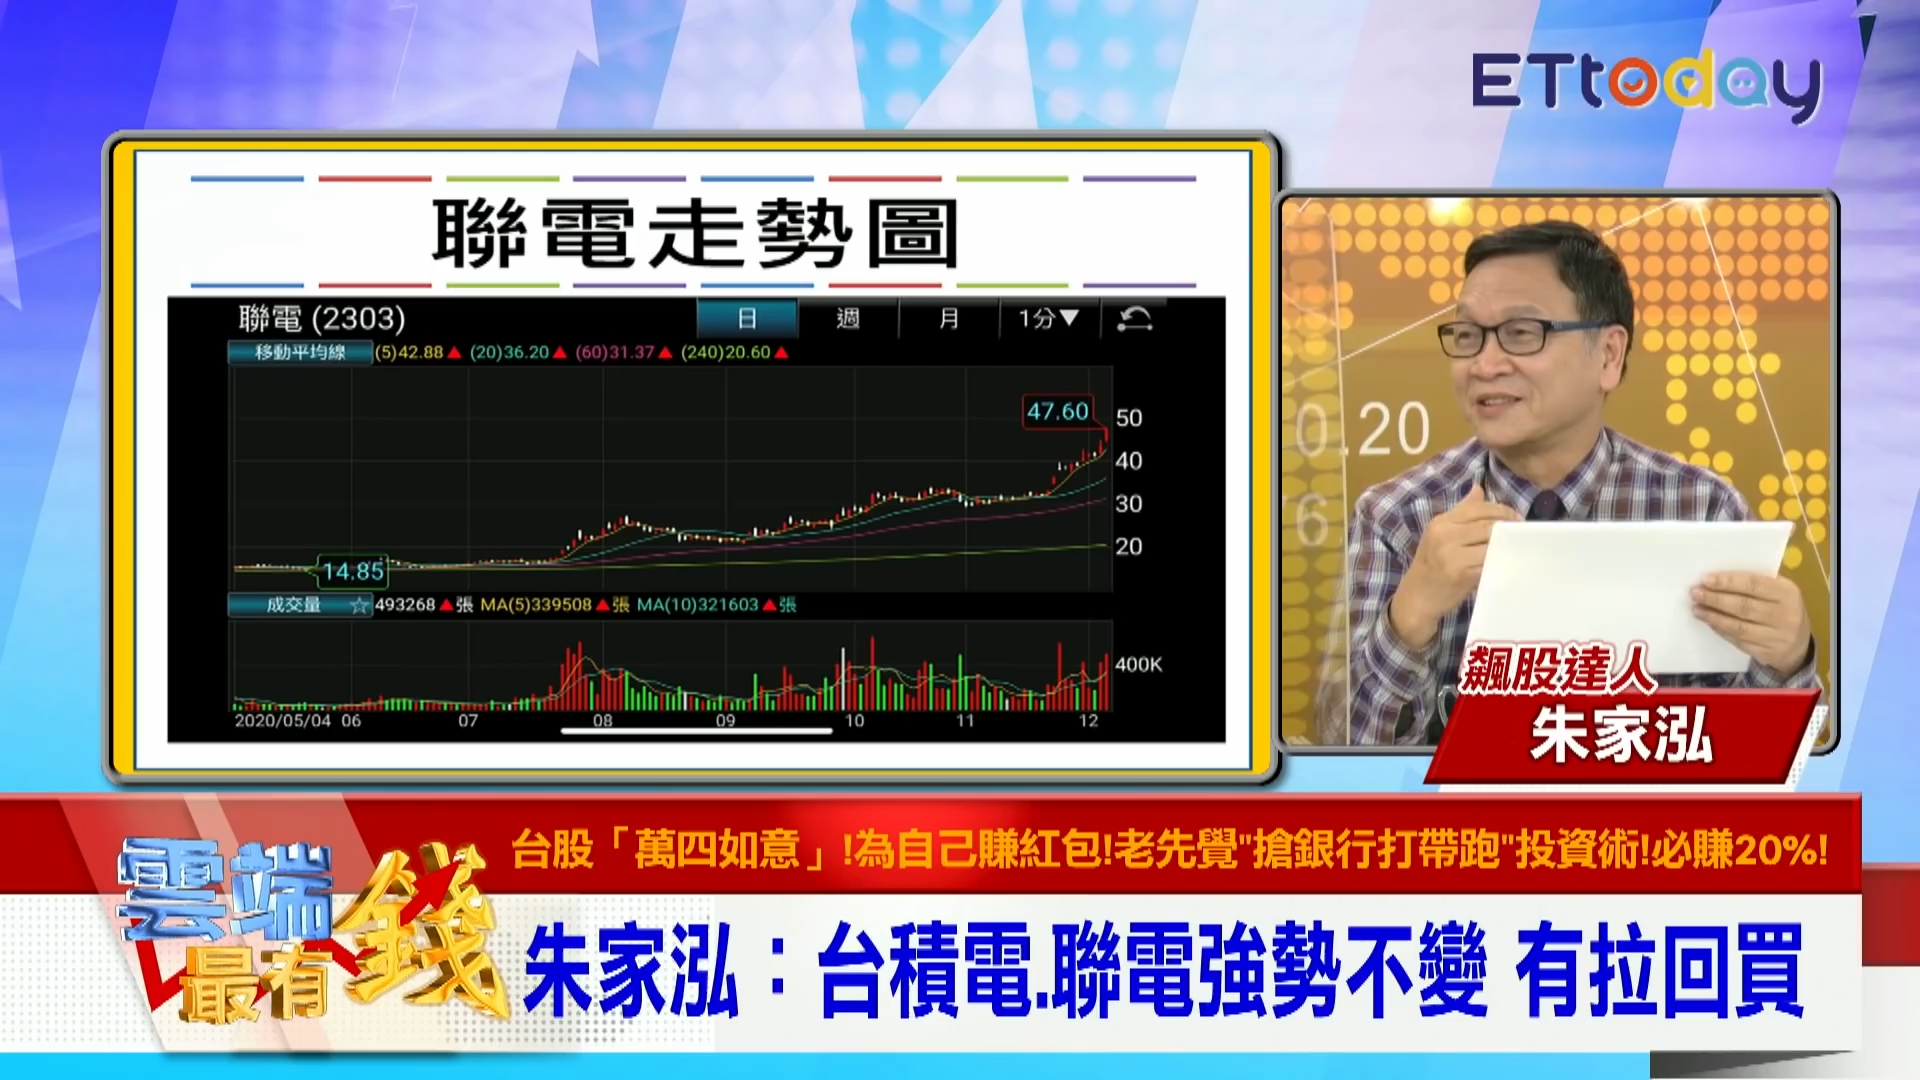 ETtoday
聯電走勢圖
聯電 (2303)
日 週 月 1分▼
移動平均線 (5)42.88▲ (20)36.20▲ (60)31.37▲ (240)20.60▲
47.60
50
40
30
20
14.85
成交量 ☆ 493268▲張 MA(5)339508▲張 MA(10)321603▲張
400K
2020/05/04 06 07 08 09 10 11 12
0.20
6
飆股達人
朱家泓
台股「萬四如意」!為自己賺紅包!老先覺"搶銀行打帶跑"投資術!必賺20%!
雲端最有錢
朱家泓：台積電.聯電強勢不變 有拉回買